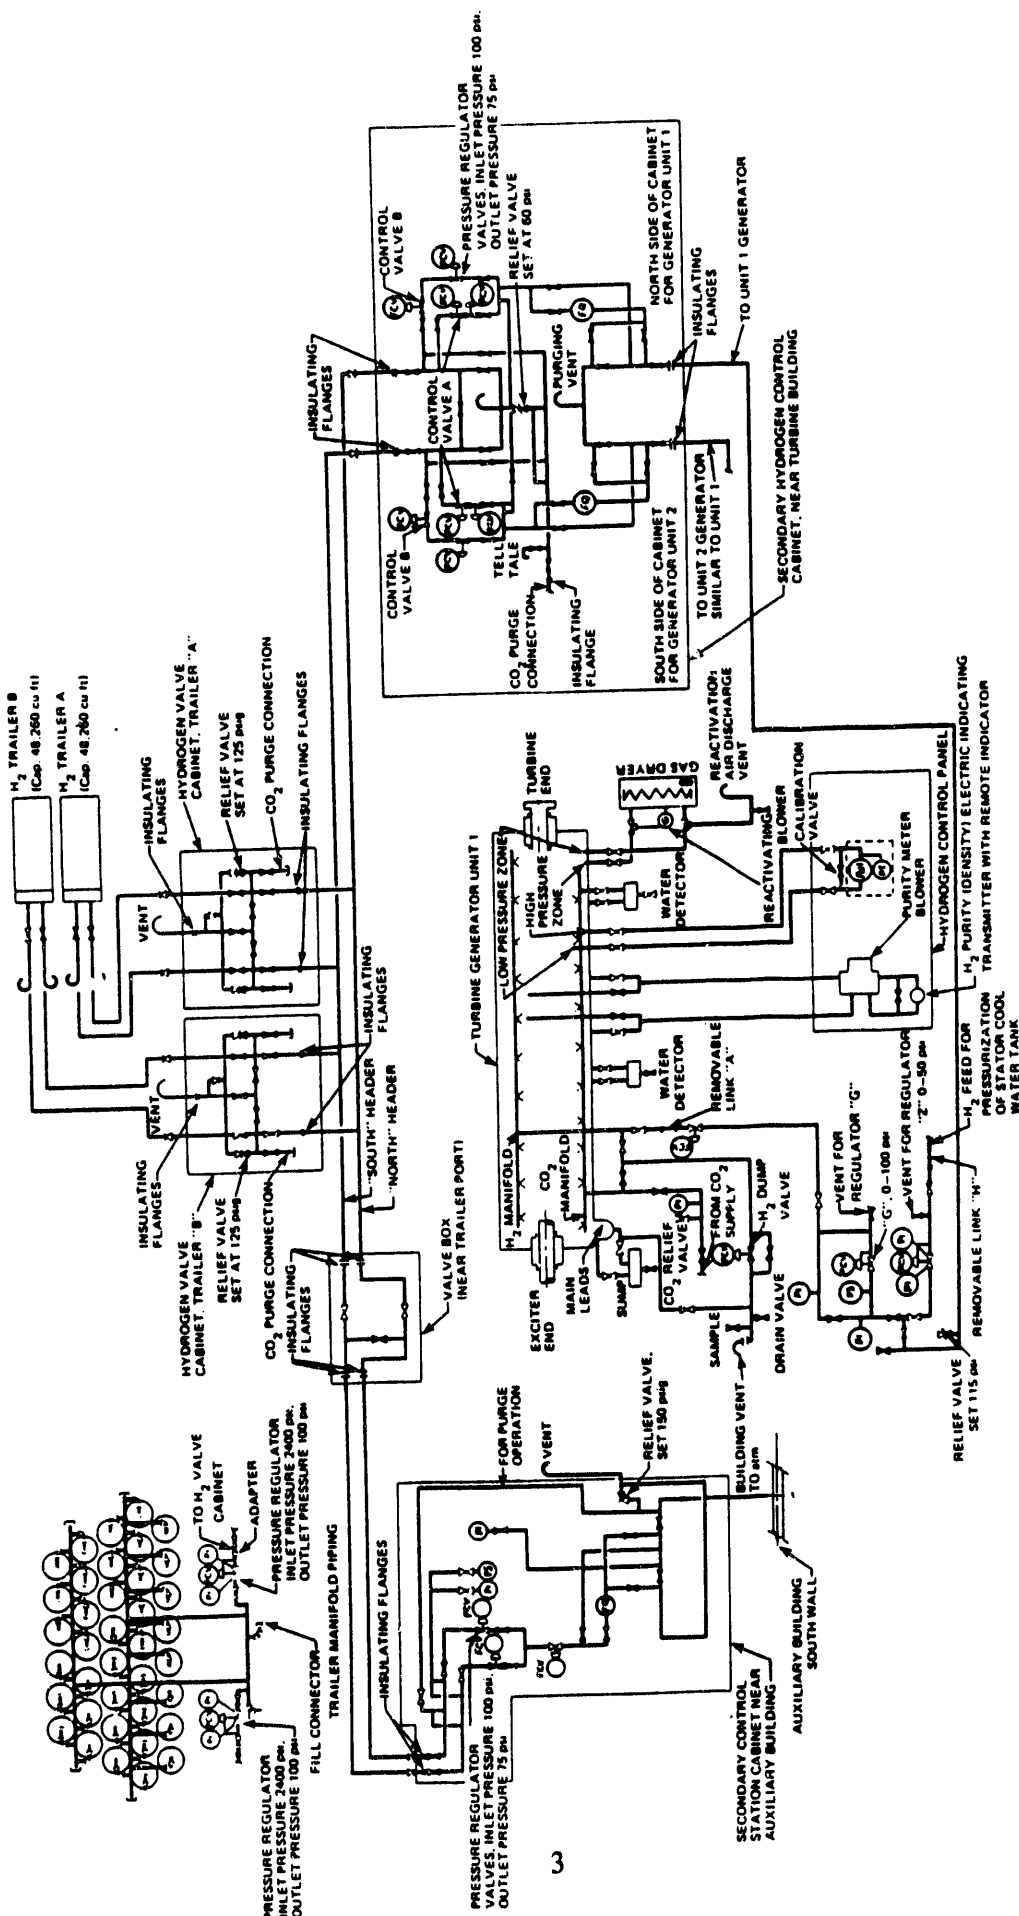 H2 TRAILER B
(Cap. 48,260 cu ft)
H2 TRAILER A
(Cap. 48,260 cu ft)
INSULATING
FLANGES
HYDROGEN VALVE
CABINET, TRAILER "A"
RELIEF VALVE
SET AT 125 psig
CO2 PURGE CONNECTION
INSULATING FLANGES
VENT
VENT
INSULATING
FLANGES
HYDROGEN VALVE
CABINET, TRAILER "B"
RELIEF VALVE
SET AT 125 psig
CO2 PURGE CONNECTION
INSULATING
FLANGES
INSULATING
FLANGES
"SOUTH" HEADER
"NORTH" HEADER
VALVE BOX
(NEAR TRAILER PORT)
TO H2 VALVE
CABINET
ADAPTER
PRESSURE REGULATOR
INLET PRESSURE 2400 psi,
OUTLET PRESSURE 100 psi
TRAILER MANIFOLD PIPING
FILL CONNECTOR
PRESSURE REGULATOR
INLET PRESSURE 2400 psi,
OUTLET PRESSURE 100 psi
INSULATING
FLANGES
CONTROL
VALVE B
PRESSURE REGULATOR
VALVES, INLET PRESSURE 100 psi.
OUTLET PRESSURE 75 psi
RELIEF VALVE
SET AT 60 psi
CONTROL
VALVE A
CONTROL
VALVE B
TELL
TALE
PURGING
VENT
CO2 PURGE
CONNECTION
INSULATING
FLANGE
NORTH SIDE OF CABINET
FOR GENERATOR UNIT 1
SOUTH SIDE OF CABINET
FOR GENERATOR UNIT 2
INSULATING
FLANGES
TO UNIT 1 GENERATOR
TO UNIT 2 GENERATOR
SIMILAR TO UNIT 1
SECONDARY HYDROGEN CONTROL
CABINET, NEAR TURBINE BUILDING
TURBINE GENERATOR UNIT 1
LOW PRESSURE ZONE
HIGH
PRESSURE
ZONE
TURBINE
END
GAS DRYER
REACTIVATION
AIR DISCHARGE
VENT
REACTIVATING
BLOWER
WATER
DETECTOR
CALIBRATION
VALVE
PURITY METER
BLOWER
HYDROGEN CONTROL PANEL
H2 PURITY (DENSITY) ELECTRIC INDICATING
TRANSMITTER WITH REMOTE INDICATOR
WATER
DETECTOR
REMOVABLE
LINK "A"
H2 MANIFOLD
CO2
MANIFOLD
EXCITER
END
MAIN
LEADS
SUMP
CO2 RELIEF
VALVE
FROM CO2
SUPPLY
H2 DUMP
VALVE
SAMPLE
DRAIN VALVE
BUILDING VENT
TO atm
VENT FOR
REGULATOR "G"
"G" 0-100 psi
VENT FOR REGULATOR
"Z" 0-50 psi
H2 FEED FOR
PRESSURIZATION
OF STATOR COOL
WATER TANK
REMOVABLE LINK "H"
RELIEF VALVE
SET 115 psi
INSULATING FLANGES
FOR PURGE
OPERATION
VENT
RELIEF VALVE,
SET 150 psig
PRESSURE REGULATOR
VALVES, INLET PRESSURE 100 psi.
OUTLET PRESSURE 75 psi
SECONDARY CONTROL
STATION CABINET NEAR
AUXILIARY BUILDING
AUXILIARY BUILDING
SOUTH WALL
3